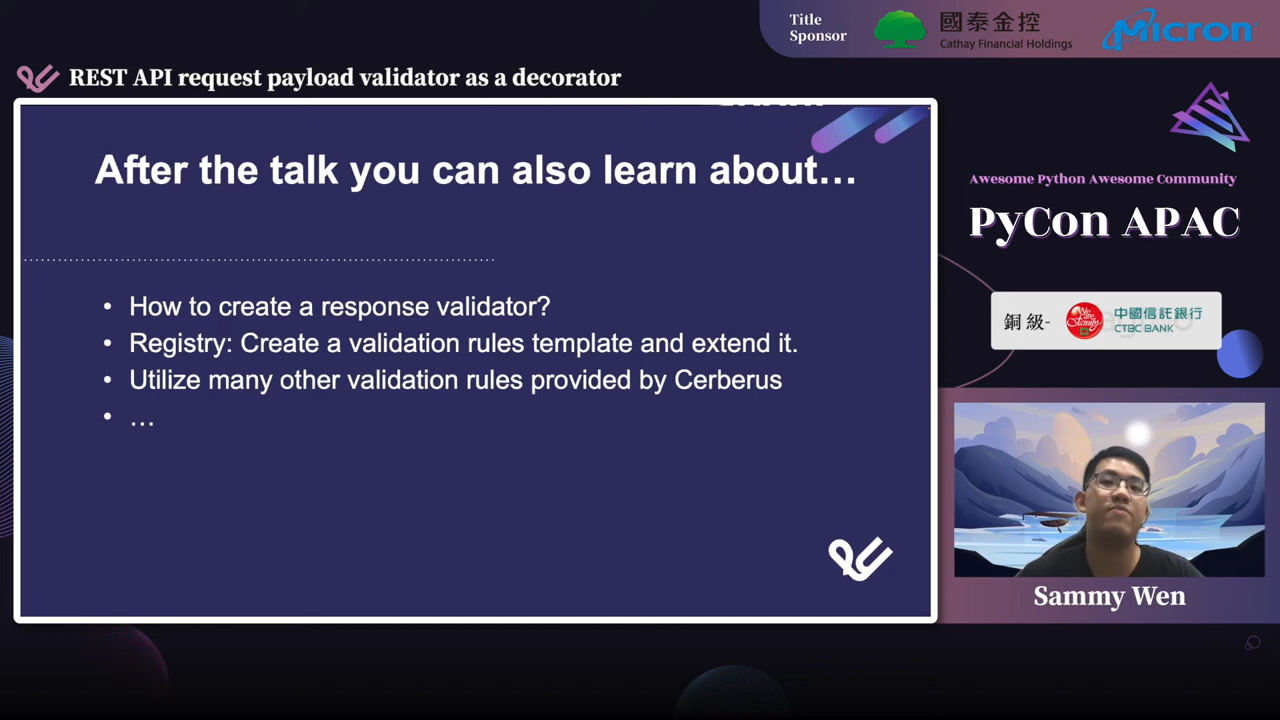 Title
Sponsor
國泰金控
Cathay Financial Holdings
Micron
REST API request payload validator as a decorator
After the talk you can also learn about…
• How to create a response validator?
• Registry: Create a validation rules template and extend it.
• Utilize many other validation rules provided by Cerberus
• …
Awesome Python Awesome Community
PyCon APAC
銅級-
We are Family
中國信託銀行
CTBC BANK
Sammy Wen